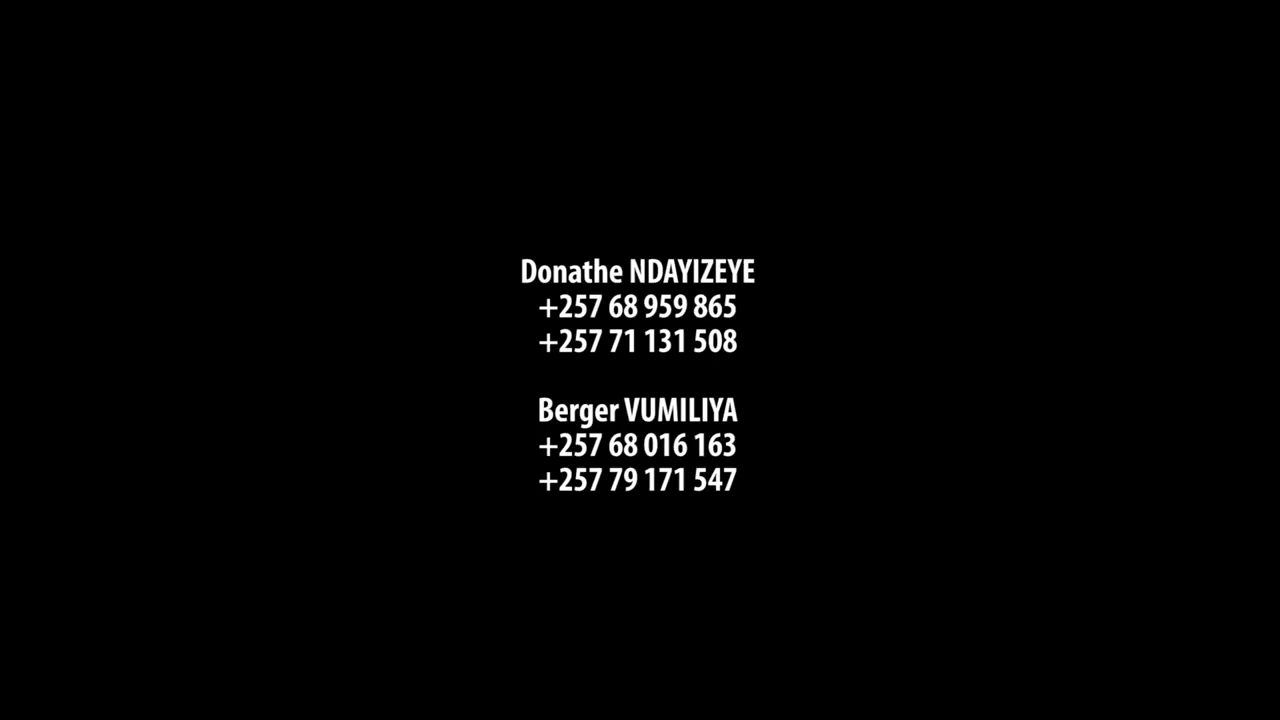 Donathe NDAYIZEYE
+257 68 959 865
+257 71 131 508
Berger VUMILIYA
+257 68 016 163
+257 79 171 547